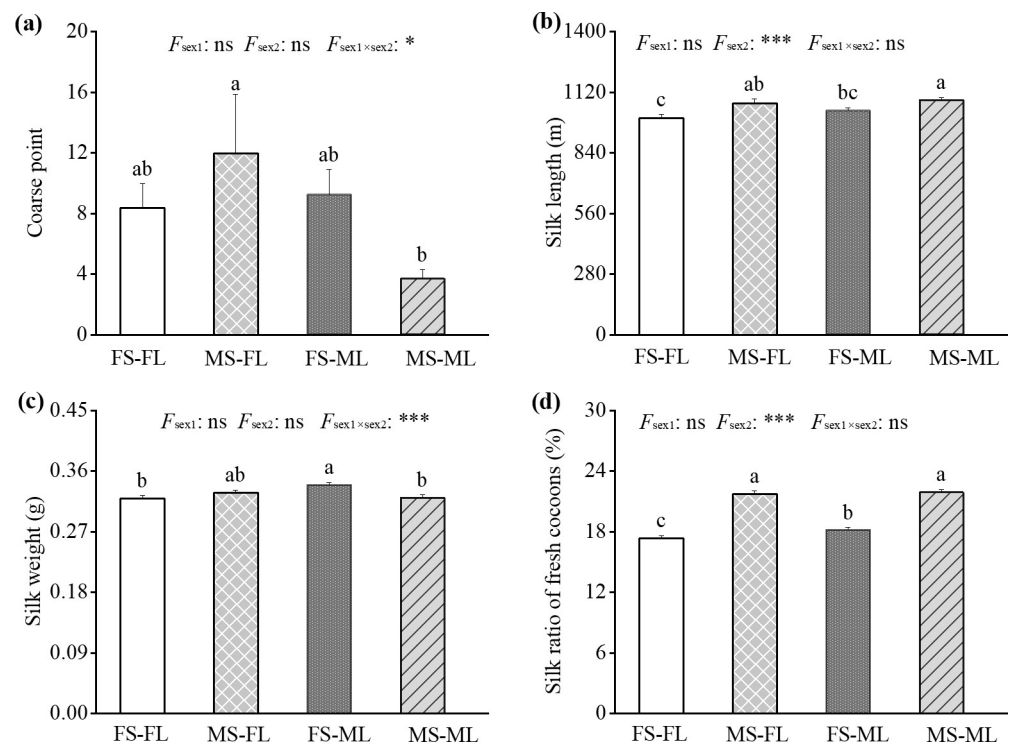 (a)
Coarse point
20
16
12
8
4
0
Fsex1: ns Fsex2: ns Fsex1×sex2: *
ab
a
ab
b
FS-FL MS-FL FS-ML MS-ML
(b)
Silk length (m)
1400
1120
840
560
280
0
Fsex1: ns Fsex2: *** Fsex1×sex2: ns
c
ab
bc
a
FS-FL MS-FL FS-ML MS-ML
(c)
Silk weight (g)
0.45
0.36
0.27
0.18
0.09
0.00
Fsex1: ns Fsex2: ns Fsex1×sex2: ***
b
ab
a
b
FS-FL MS-FL FS-ML MS-ML
(d)
Silk ratio of fresh cocoons (%)
30
24
18
12
6
0
Fsex1: ns Fsex2: *** Fsex1×sex2: ns
c
a
b
a
FS-FL MS-FL FS-ML MS-ML